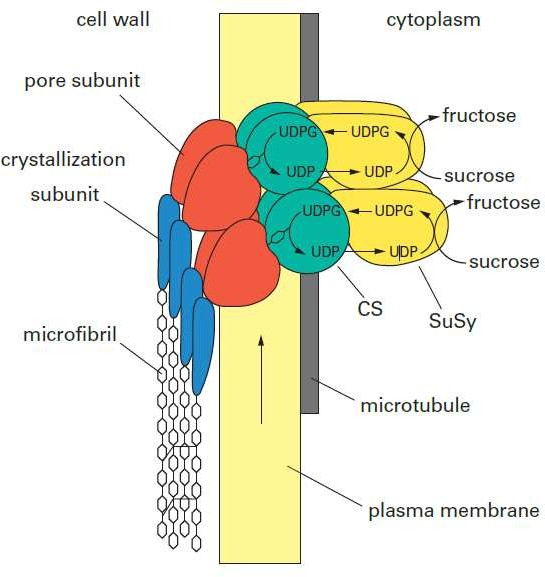 cell wall
cytoplasm
pore subunit
fructose
UDPG
UDPG
crystallization
subunit
UDP
UDP
sucrose
fructose
UDPG
UDPG
UDP
UDP
sucrose
CS
SuSy
microfibril
microtubule
plasma membrane